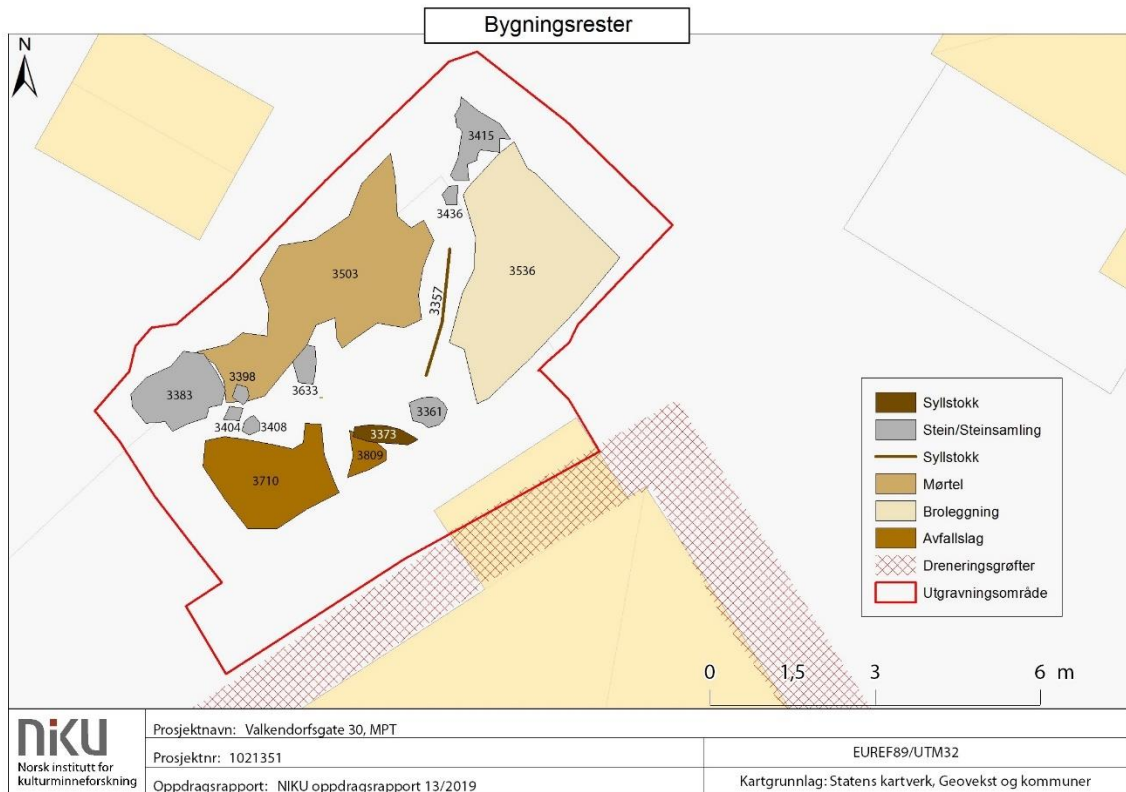 Bygningsrester
N
3415
3436
3503
3536
3357
3398
3383
3633
3404
3408
3361
3373
3809
3710
Syllstokk
Stein/Steinsamling
Syllstokk
Mørtel
Broleggning
Avfallslag
Dreneringsgrøfter
Utgravningsområde
0 1,5 3 6 m
niku
Norsk institutt for
kulturminneforskning
Prosjektnavn: Valkendorfsgate 30, MPT
Prosjektnr: 1021351
Oppdragsrapport: NIKU oppdragsrapport 13/2019
EUREF89/UTM32
Kartgrunnlag: Statens kartverk, Geovekst og kommuner